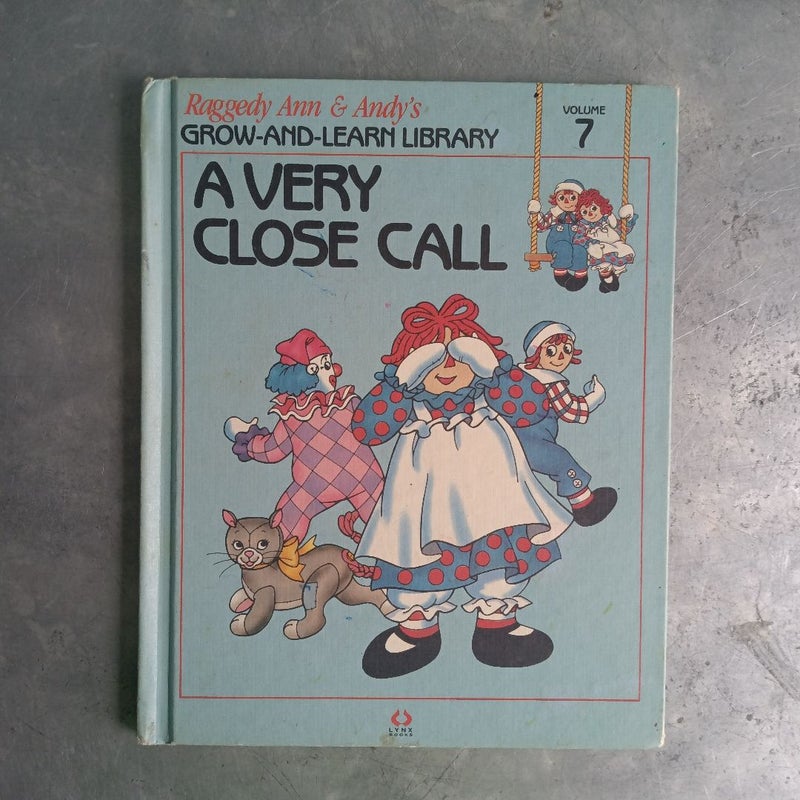 Raggedy Ann & Andy's
GROW-AND-LEARN LIBRARY
VOLUME
7
A VERY
CLOSE CALL
LYNX
BOOKS